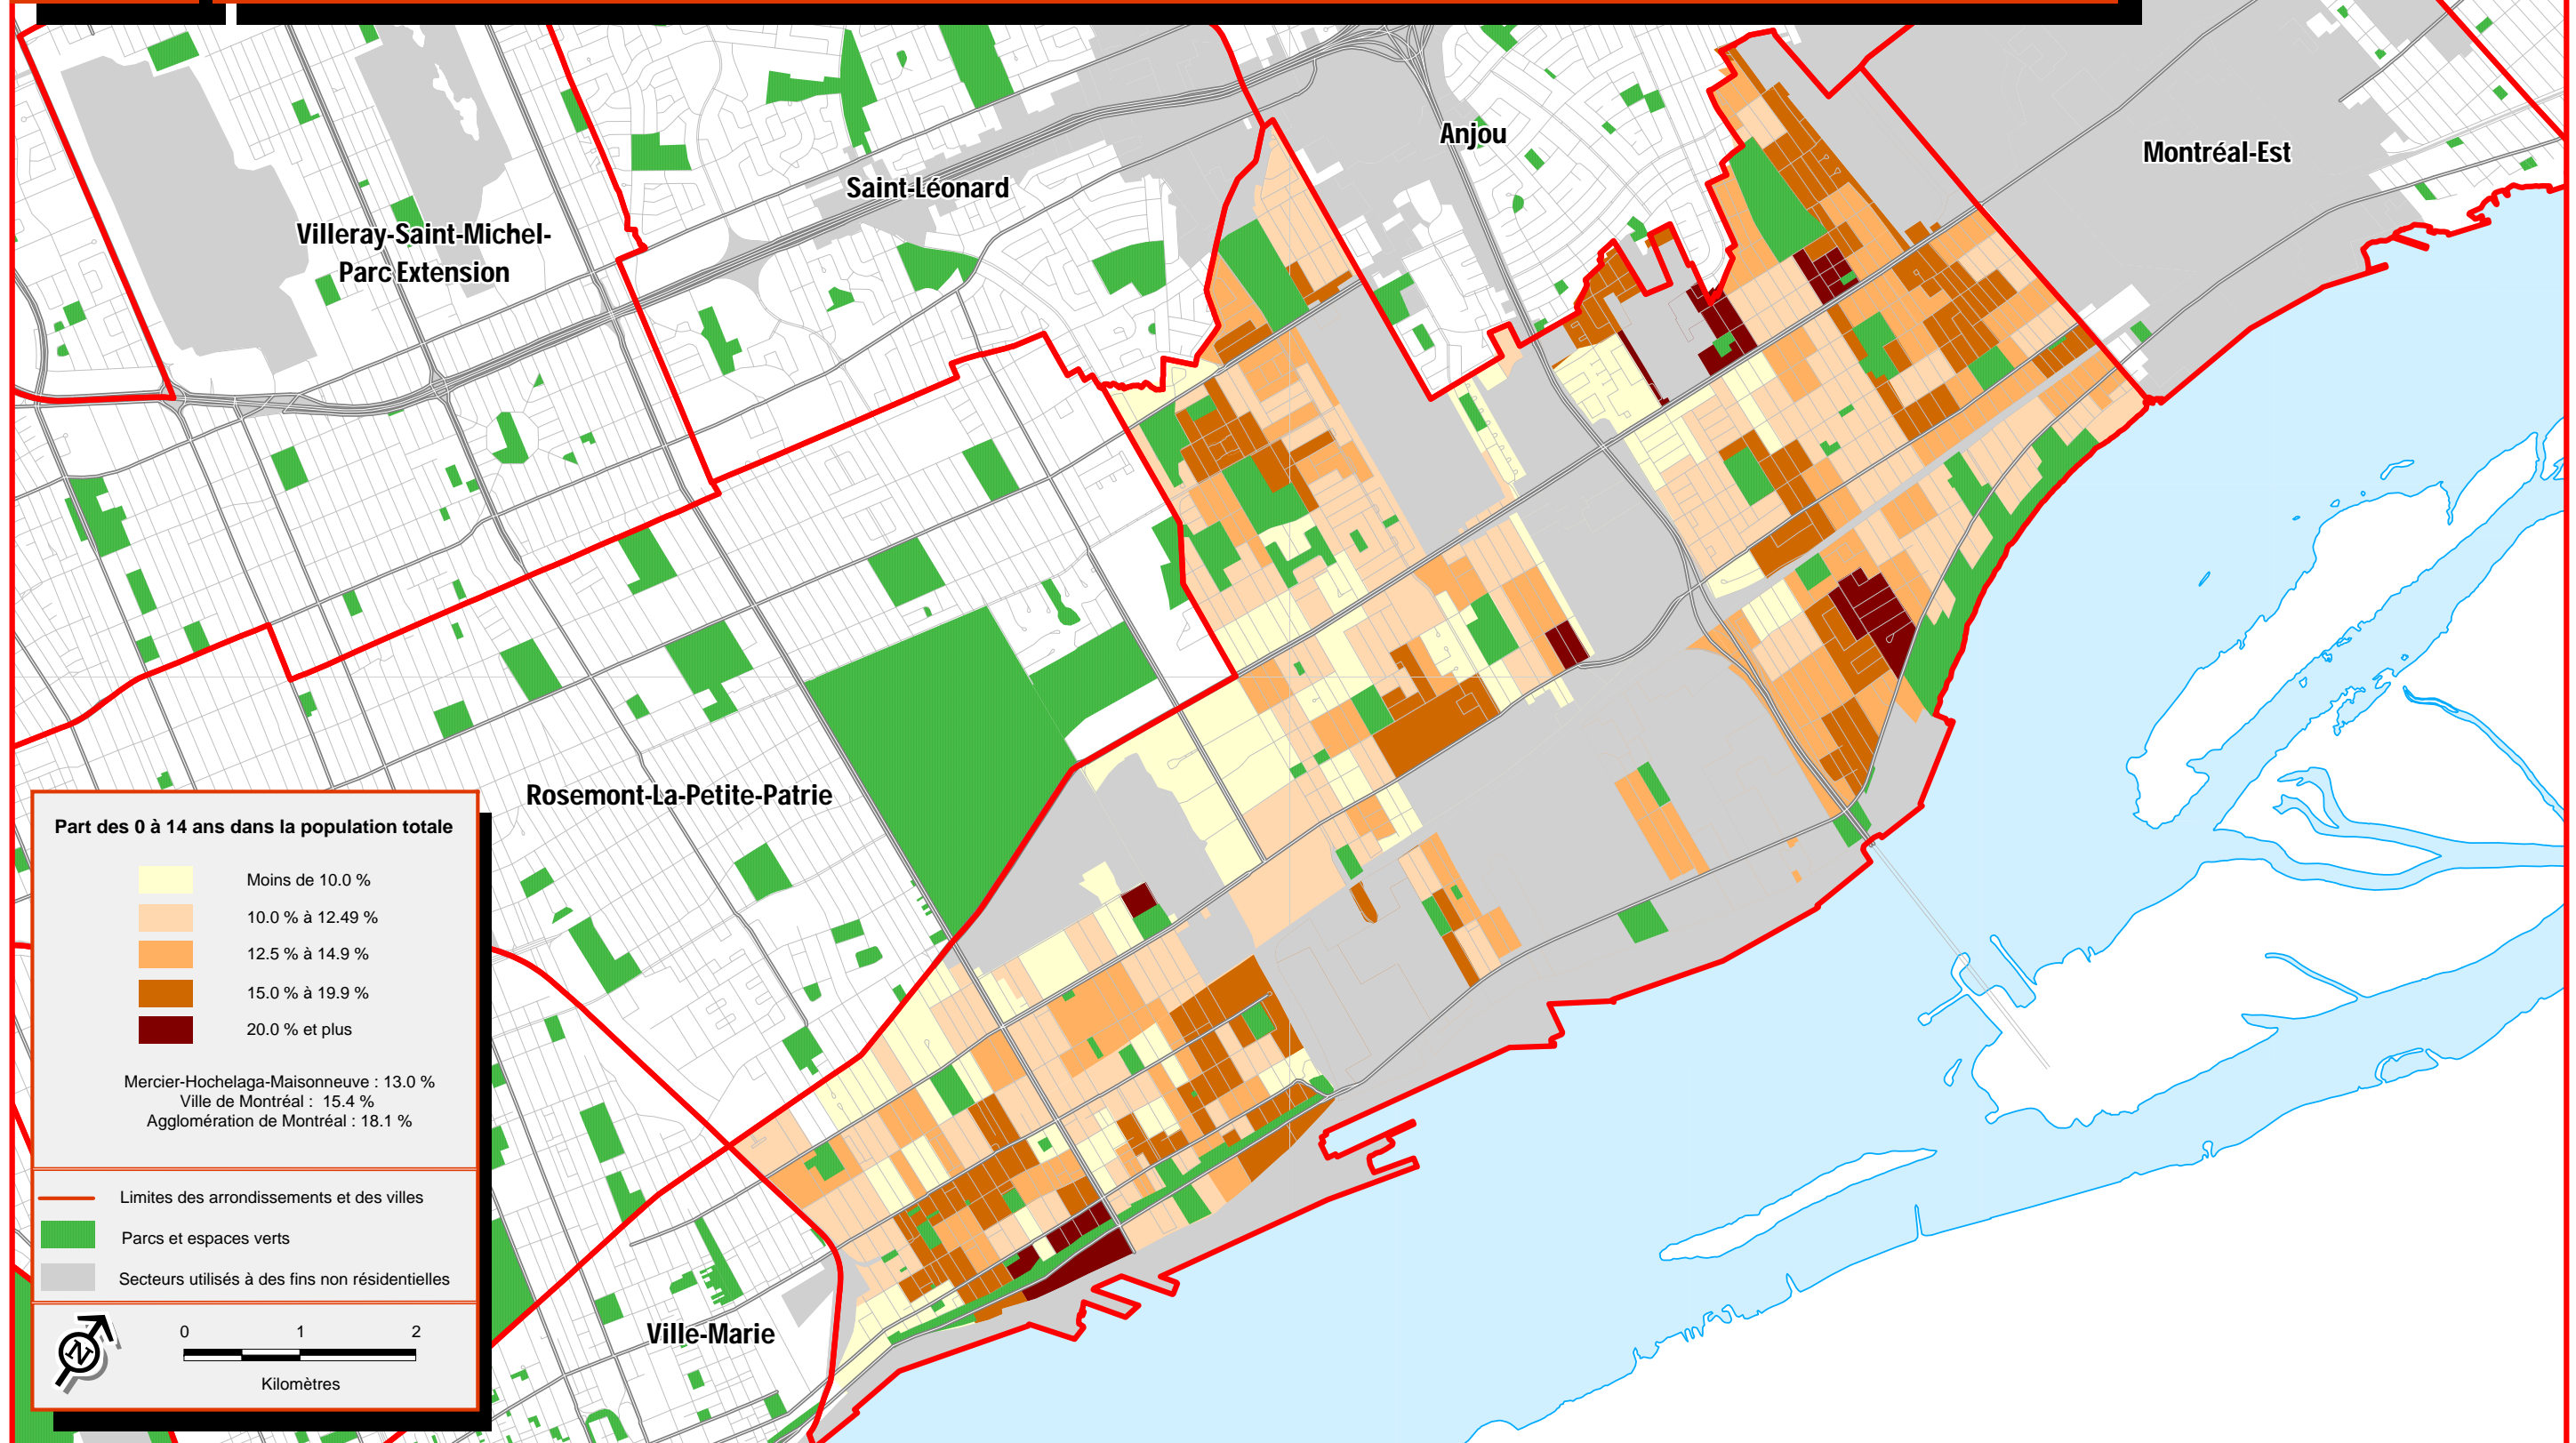 Anjou
Montréal-Est
Saint-Léonard
Villeray-Saint-Michel-
Parc Extension
Rosemont-La-Petite-Patrie
Ville-Marie
Part des 0 à 14 ans dans la population totale
Moins de 10.0 %
10.0 % à 12.49 %
12.5 % à 14.9 %
15.0 % à 19.9 %
20.0 % et plus
Mercier-Hochelaga-Maisonneuve : 13.0 %
Ville de Montréal : 15.4 %
Agglomération de Montréal : 18.1 %
Limites des arrondissements et des villes
Parcs et espaces verts
Secteurs utilisés à des fins non résidentielles
N
0 1 2
Kilomètres